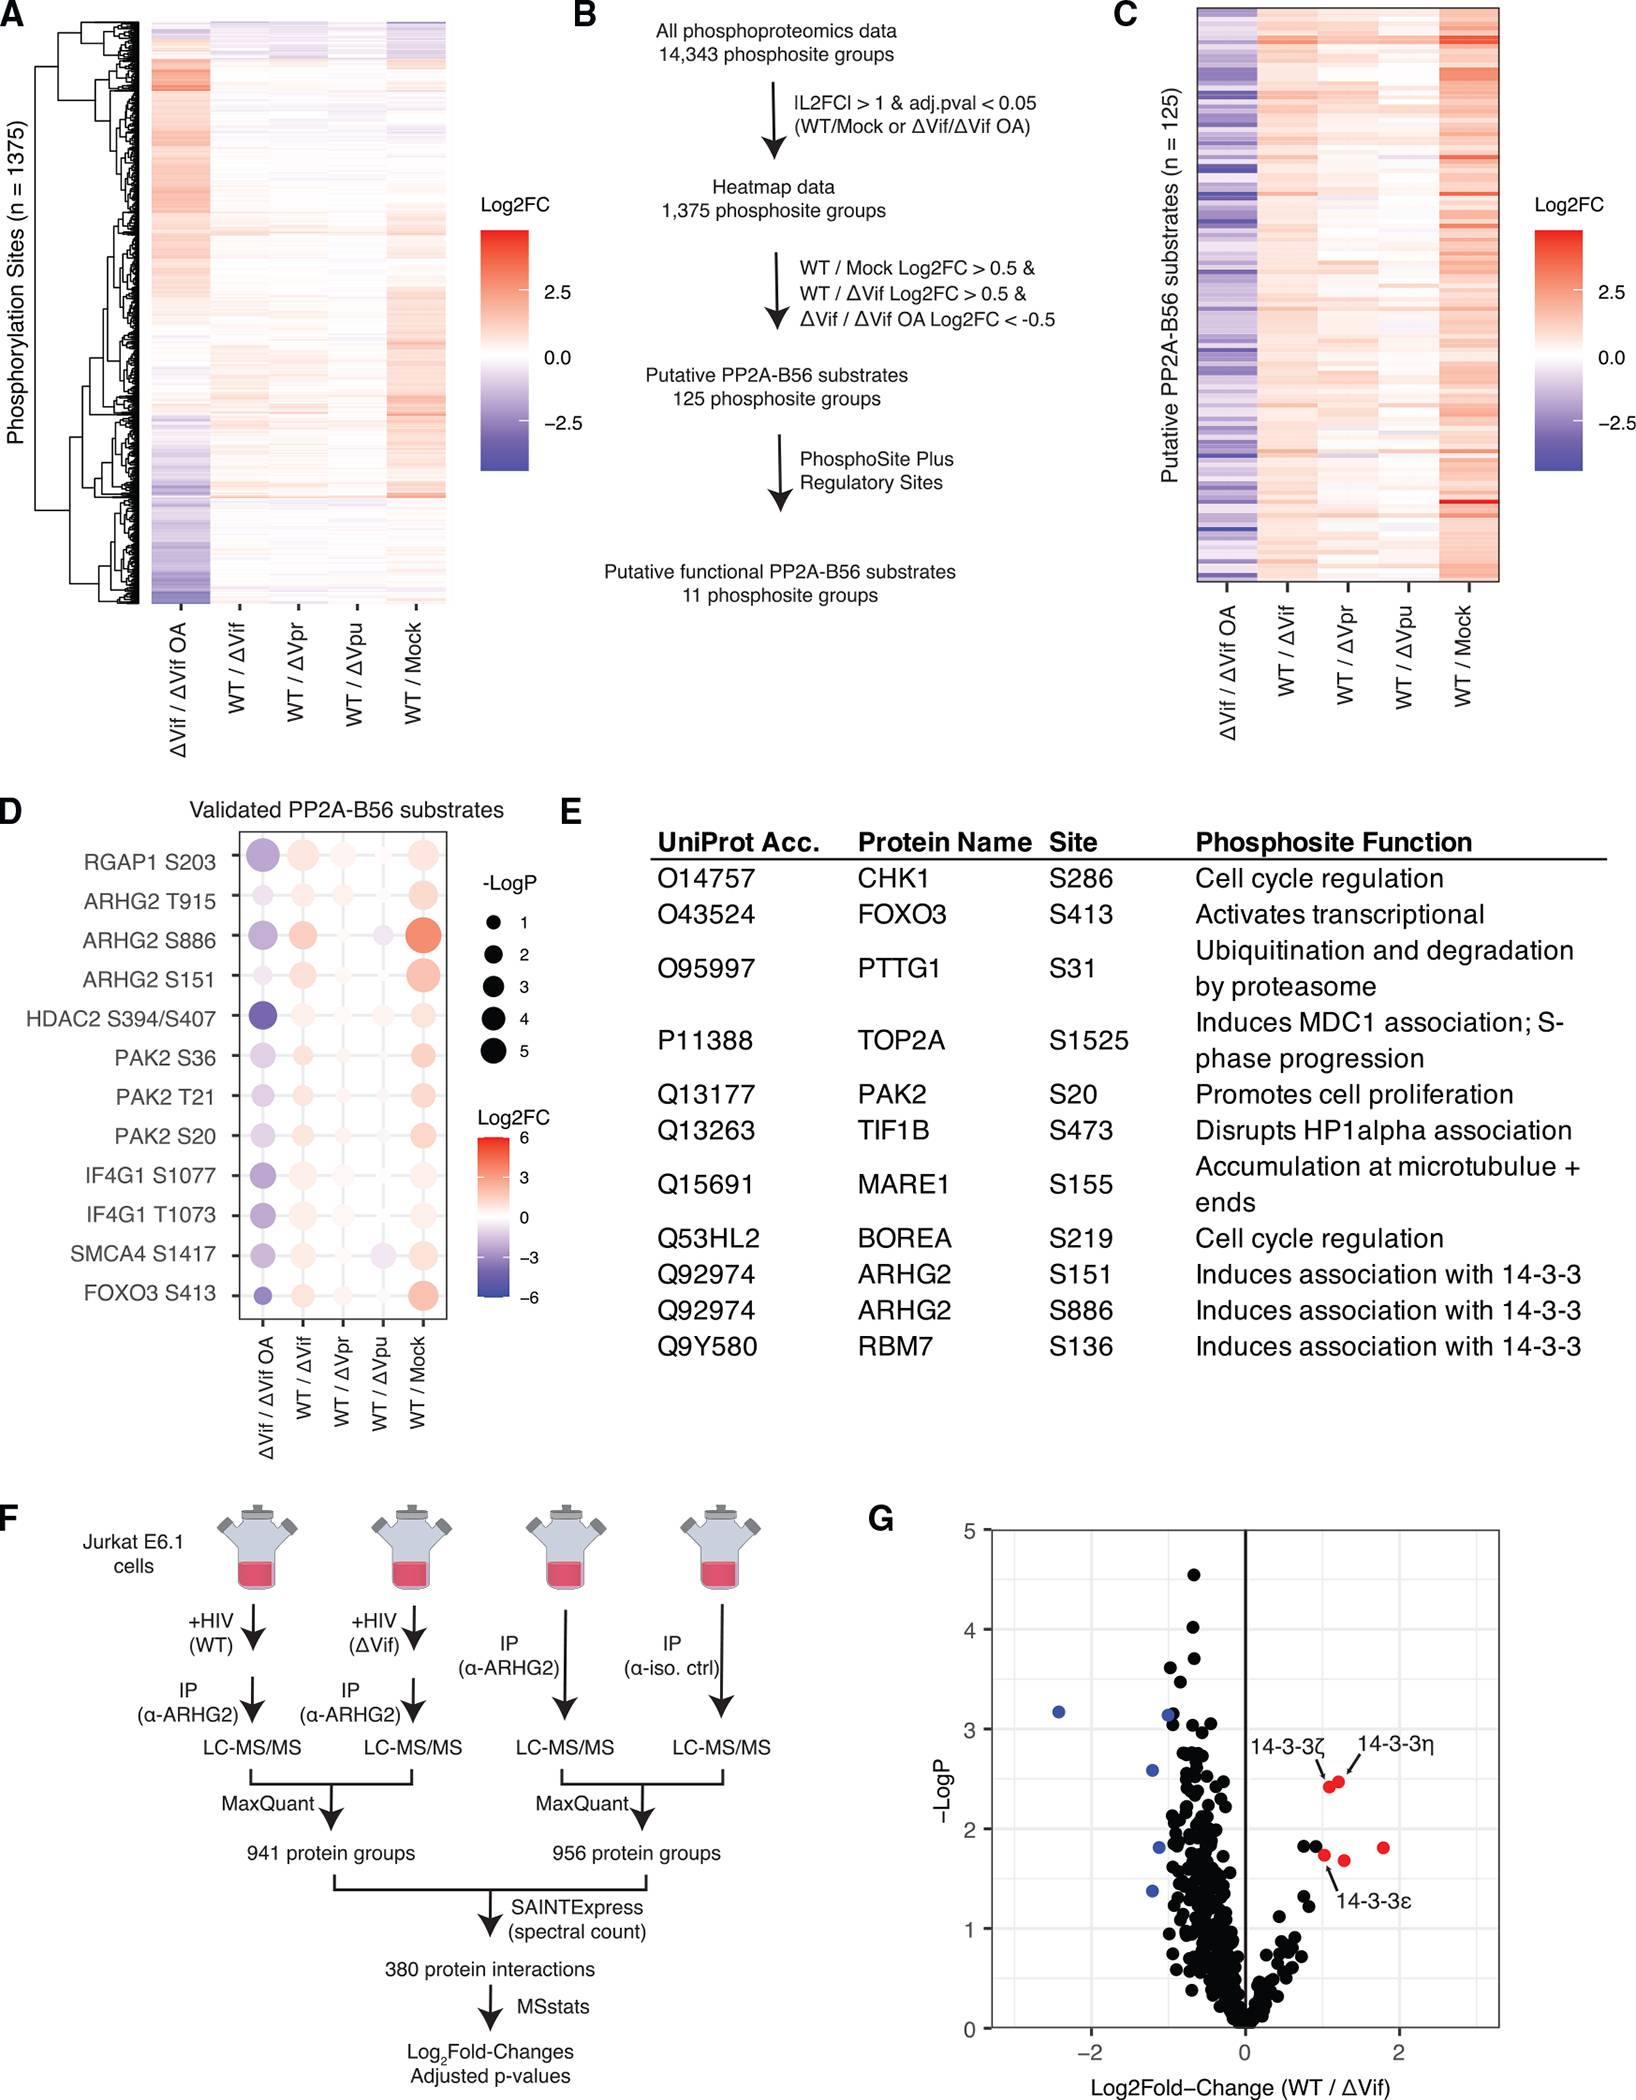 A
Phosphorylation Sites (n = 1375)
Log2FC
2.5
0.0
−2.5
ΔVif / ΔVif OA
WT / ΔVif
WT / ΔVpr
WT / ΔVpu
WT / Mock
B
All phosphoproteomics data
14,343 phosphosite groups
|L2FC| > 1 & adj.pval < 0.05
(WT/Mock or ΔVif/ΔVif OA)
Heatmap data
1,375 phosphosite groups
WT / Mock Log2FC > 0.5 &
WT / ΔVif Log2FC > 0.5 &
ΔVif / ΔVif OA Log2FC < -0.5
Putative PP2A-B56 substrates
125 phosphosite groups
PhosphoSite Plus
Regulatory Sites
Putative functional PP2A-B56 substrates
11 phosphosite groups
C
Putative PP2A-B56 substrates (n = 125)
Log2FC
2.5
0.0
−2.5
ΔVif / ΔVif OA
WT / ΔVif
WT / ΔVpr
WT / ΔVpu
WT / Mock
D
Validated PP2A-B56 substrates
RGAP1 S203
ARHG2 T915
ARHG2 S886
ARHG2 S151
HDAC2 S394/S407
PAK2 S36
PAK2 T21
PAK2 S20
IF4G1 S1077
IF4G1 T1073
SMCA4 S1417
FOXO3 S413
-LogP
1
2
3
4
5
Log2FC
6
3
0
−3
−6
ΔVif / ΔVif OA
WT / ΔVif
WT / ΔVpr
WT / ΔVpu
WT / Mock
E
UniProt Acc. Protein Name Site Phosphosite Function
O14757 CHK1 S286 Cell cycle regulation
O43524 FOXO3 S413 Activates transcriptional
O95997 PTTG1 S31 Ubiquitination and degradation
by proteasome
P11388 TOP2A S1525 Induces MDC1 association; S-
phase progression
Q13177 PAK2 S20 Promotes cell proliferation
Q13263 TIF1B S473 Disrupts HP1alpha association
Q15691 MARE1 S155 Accumulation at microtubulue +
ends
Q53HL2 BOREA S219 Cell cycle regulation
Q92974 ARHG2 S151 Induces association with 14-3-3
Q92974 ARHG2 S886 Induces association with 14-3-3
Q9Y580 RBM7 S136 Induces association with 14-3-3
F
Jurkat E6.1
cells
+HIV
(WT)
+HIV
(ΔVif)
IP
(α-ARHG2)
IP
(α-ARHG2)
IP
(α-ARHG2)
IP
(α-iso. ctrl)
LC-MS/MS LC-MS/MS LC-MS/MS LC-MS/MS
MaxQuant MaxQuant
941 protein groups 956 protein groups
SAINTExpress
(spectral count)
380 protein interactions
MSstats
Log2Fold-Changes
Adjusted p-values
G
5
4
3
2
1
0
−LogP
14-3-3ζ
14-3-3η
14-3-3ε
−2 0 2
Log2Fold−Change (WT / ΔVif)